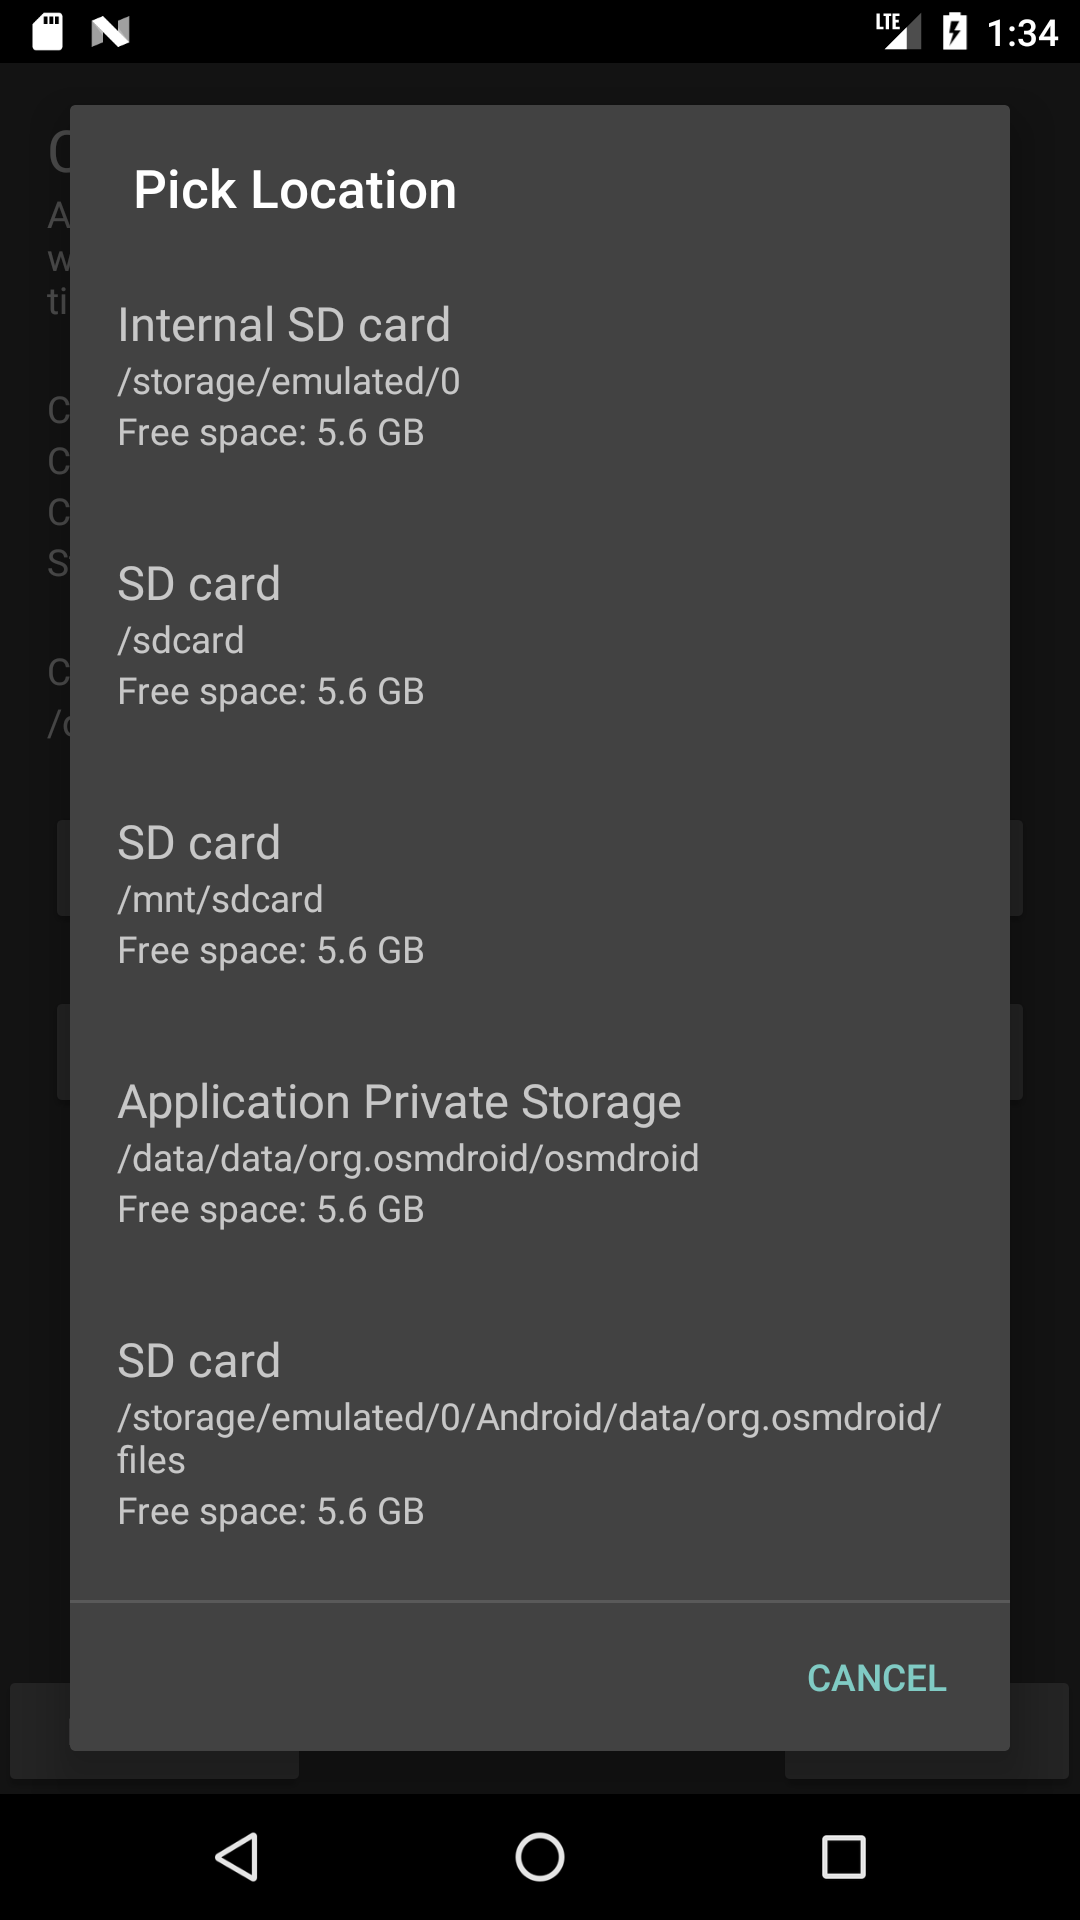 LTE 1:34
Pick Location
Internal SD card
/storage/emulated/0
Free space: 5.6 GB
SD card
/sdcard
Free space: 5.6 GB
SD card
/mnt/sdcard
Free space: 5.6 GB
Application Private Storage
/data/data/org.osmdroid/osmdroid
Free space: 5.6 GB
SD card
/storage/emulated/0/Android/data/org.osmdroid/
files
Free space: 5.6 GB
CANCEL